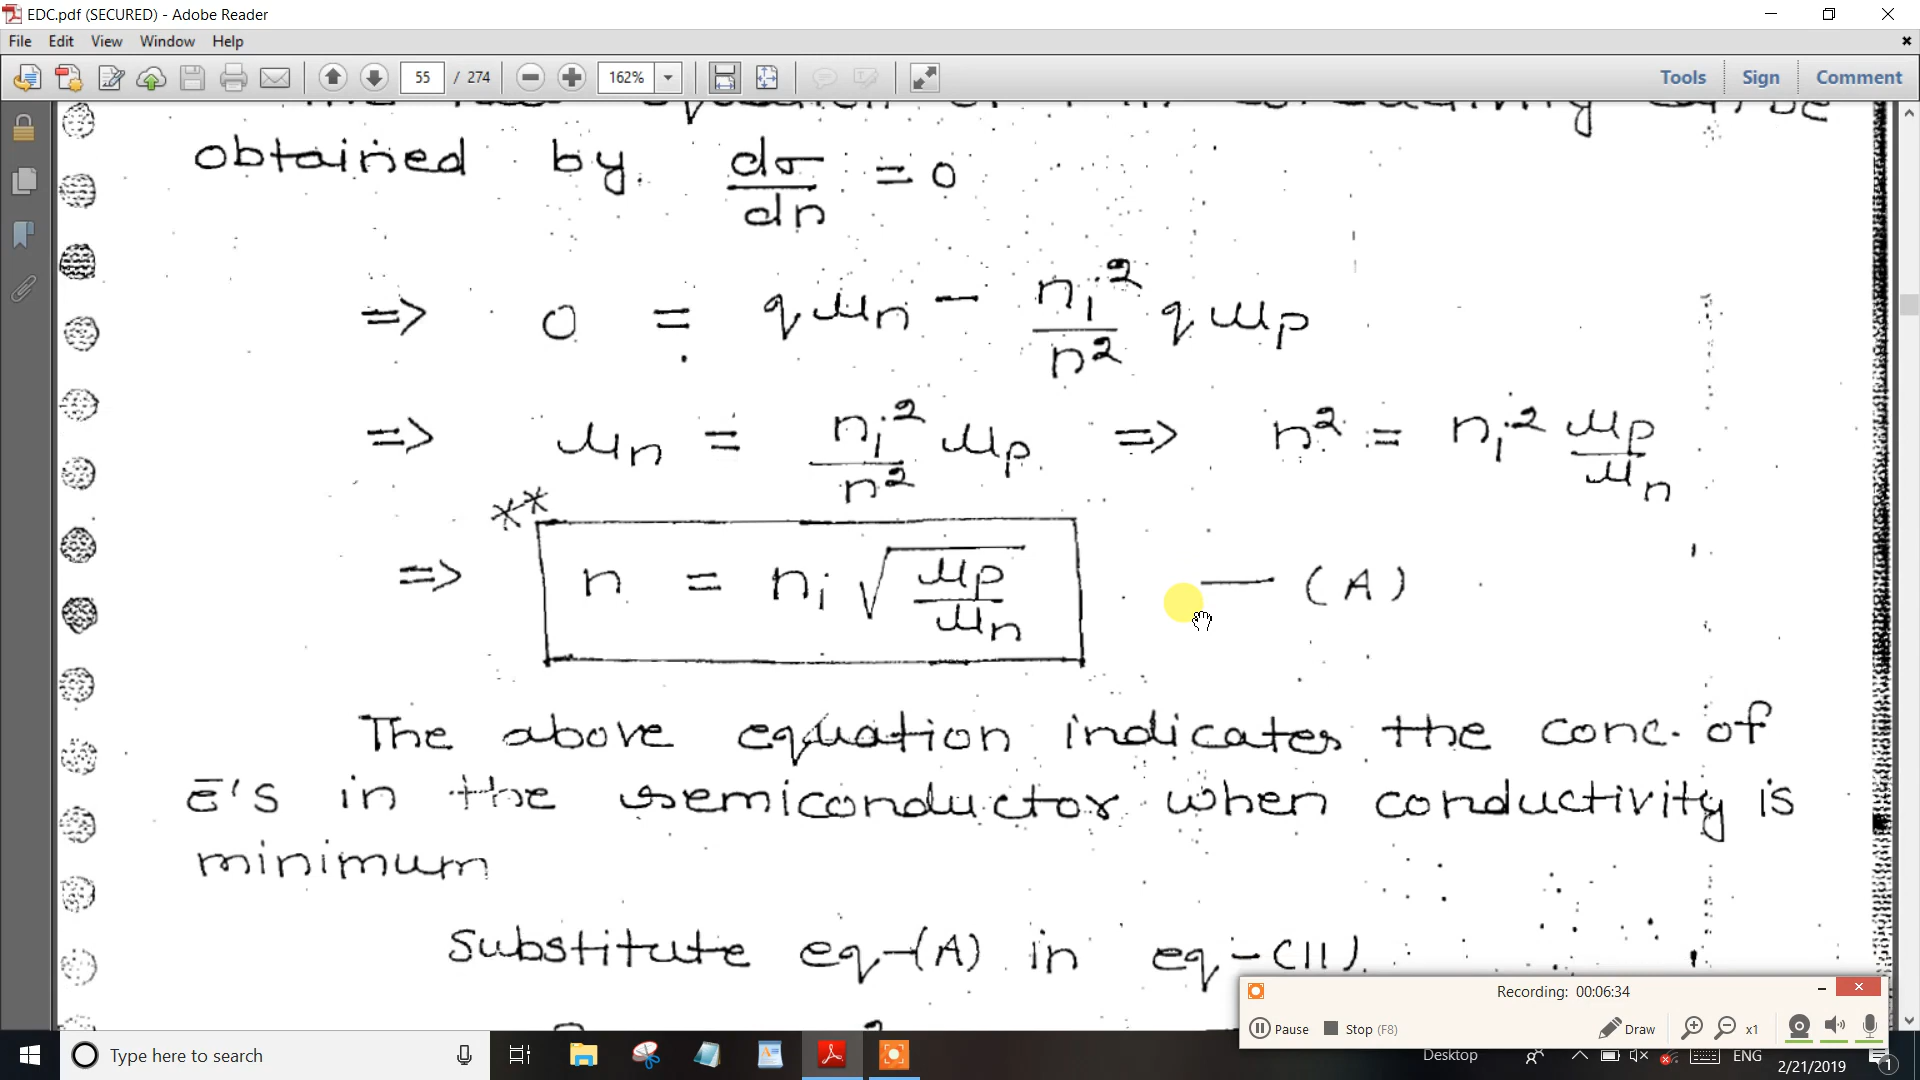 EDC.pdf (SECURED) - Adobe Reader
File Edit View Window Help
55 / 274 162% Tools Sign Comment
obtained by. dσ/dn = 0
=> 0 = qμn - ni²/n² qμp
=> μn = ni²/n² μp => n² = ni² μp/μn
** => n = ni √(μp/μn) — (A)
The above equation indicates the conc. of
ē's in the semiconductor when conductivity is
minimum
Substitute eq-(A) in eq-(II)
Recording: 00:06:34
Pause Stop (F8) Draw x1
Type here to search Desktop ENG
2/21/2019 1